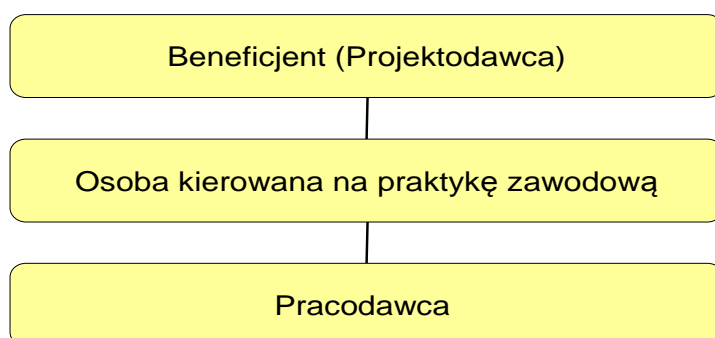 Beneficjent (Projektodawca)
Osoba kierowana na praktykę zawodową
Pracodawca